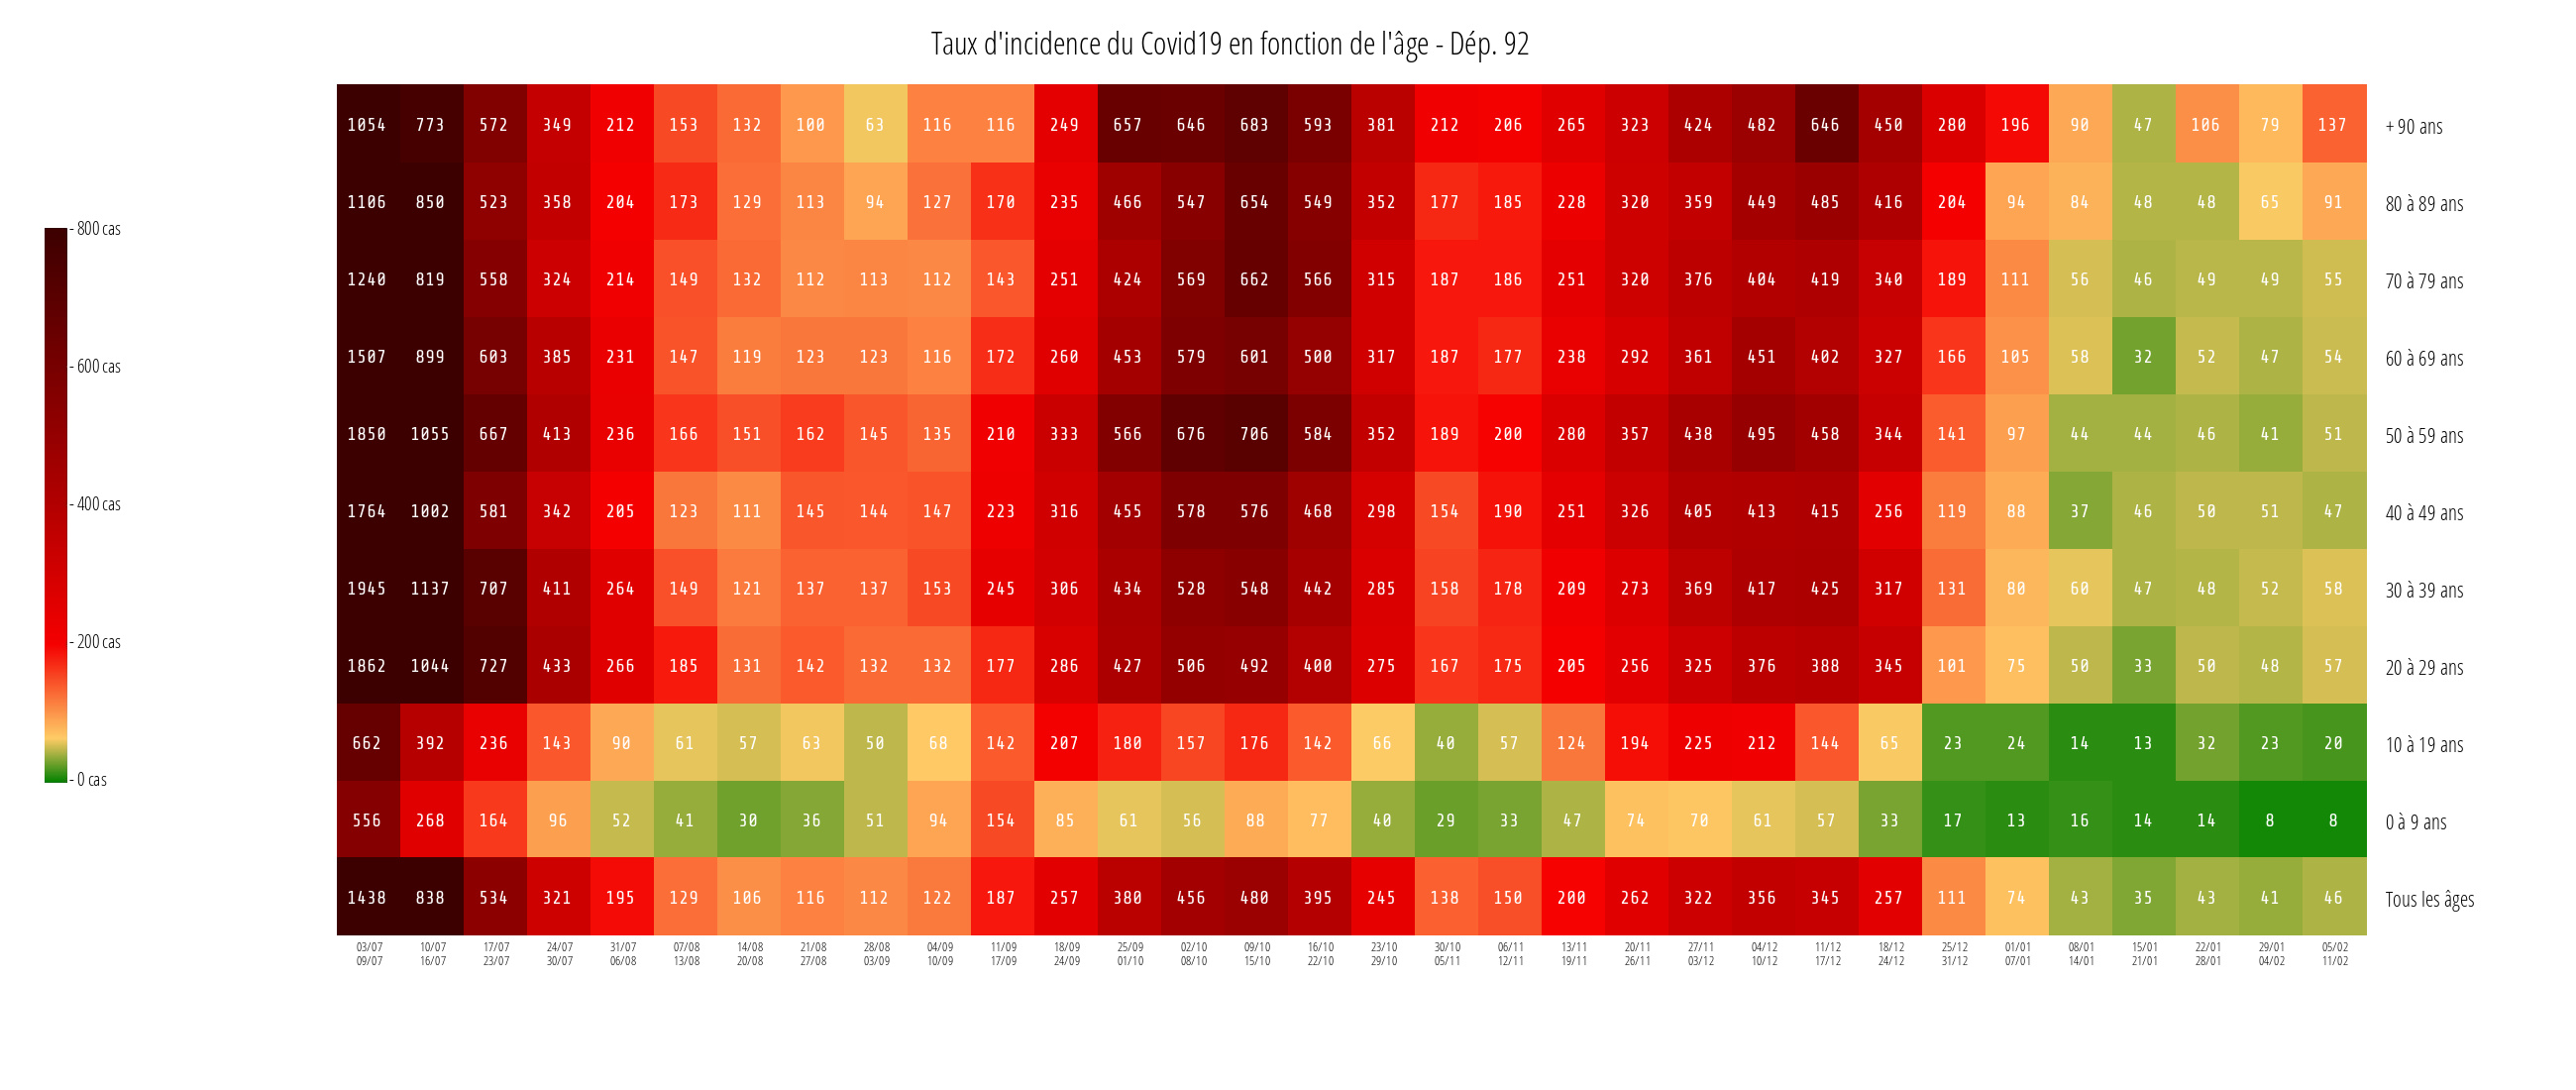 Taux d'incidence du Covid19 en fonction de l'âge - Dép. 92
1054 773 572 349 212 153 132 100 63 116 116 249 657 646 683 593 381 212 206 265 323 424 482 646 450 280 196 90 47 106 79 137 + 90 ans
1106 850 523 358 204 173 129 113 94 127 170 235 466 547 654 549 352 177 185 228 320 359 449 485 416 204 94 84 48 48 65 91 80 à 89 ans
1240 819 558 324 214 149 132 112 113 112 143 251 424 569 662 566 315 187 186 251 320 376 404 419 340 189 111 56 46 49 49 55 70 à 79 ans
1507 899 603 385 231 147 119 123 123 116 172 260 453 579 601 500 317 187 177 238 292 361 451 402 327 166 105 58 32 52 47 54 60 à 69 ans
1850 1055 667 413 236 166 151 162 145 135 210 333 566 676 706 584 352 189 200 280 357 438 495 458 344 141 97 44 44 46 41 51 50 à 59 ans
1764 1002 581 342 205 123 111 145 144 147 223 316 455 578 576 468 298 154 190 251 326 405 413 415 256 119 88 37 46 50 51 47 40 à 49 ans
1945 1137 707 411 264 149 121 137 137 153 245 306 434 528 548 442 285 158 178 209 273 369 417 425 317 131 80 60 47 48 52 58 30 à 39 ans
1862 1044 727 433 266 185 131 142 132 132 177 286 427 506 492 400 275 167 175 205 256 325 376 388 345 101 75 50 33 50 48 57 20 à 29 ans
662 392 236 143 90 61 57 63 50 68 142 207 180 157 176 142 66 40 57 124 194 225 212 144 65 23 24 14 13 32 23 20 10 à 19 ans
556 268 164 96 52 41 30 36 51 94 154 85 61 56 88 77 40 29 33 47 74 70 61 57 33 17 13 16 14 14 8 8 0 à 9 ans
1438 838 534 321 195 129 106 116 112 122 187 257 380 456 480 395 245 138 150 200 262 322 356 345 257 111 74 43 35 43 41 46 Tous les âges
03/07 10/07 17/07 24/07 31/07 07/08 14/08 21/08 28/08 04/09 11/09 18/09 25/09 02/10 09/10 16/10 23/10 30/10 06/11 13/11 20/11 27/11 04/12 11/12 18/12 25/12 01/01 08/01 15/01 22/01 29/01 05/02
09/07 16/07 23/07 30/07 06/08 13/08 20/08 27/08 03/09 10/09 17/09 24/09 01/10 08/10 15/10 22/10 29/10 05/11 12/11 19/11 26/11 03/12 10/12 17/12 24/12 31/12 07/01 14/01 21/01 28/01 04/02 11/02
- 800 cas
- 600 cas
- 400 cas
- 200 cas
- 0 cas